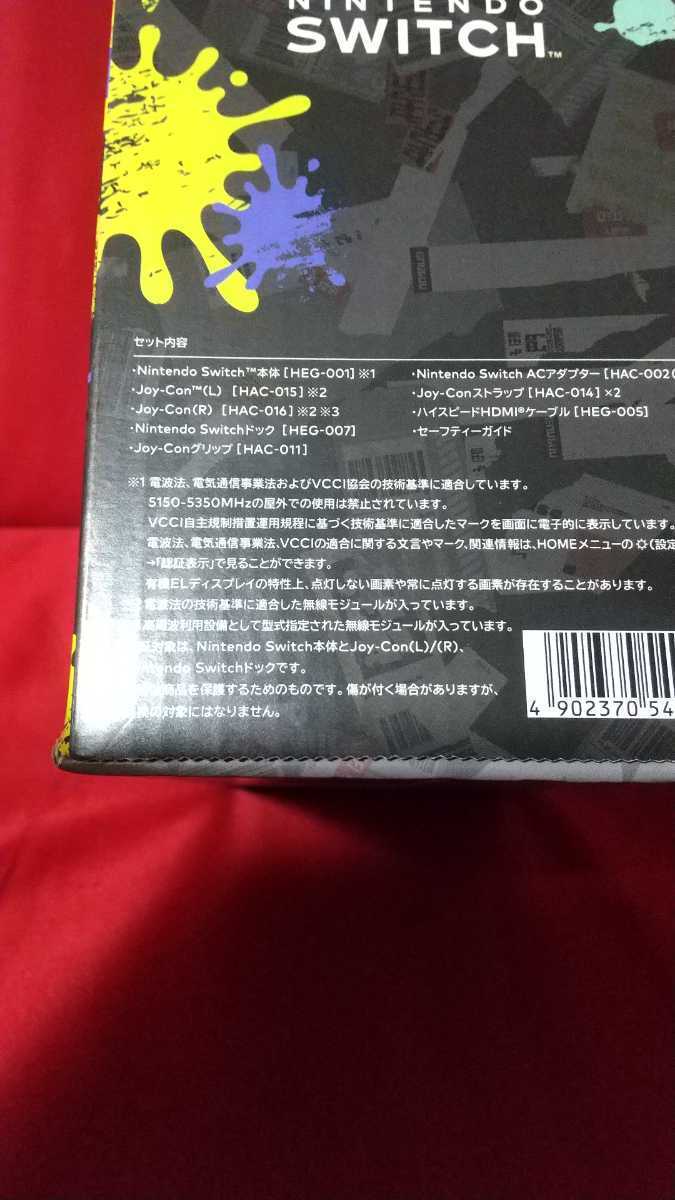 NINTENDO
SWITCH™
セット内容
・Nintendo Switch™本体 [HEG-001] ※1
・Joy-Con™(L) [HAC-015] ※2
・Joy-Con(R) [HAC-016] ※2 ※3
・Nintendo Switchドック [HEG-007]
・Joy-Conグリップ [HAC-011]
・Nintendo Switch ACアダプター [HAC-002(
・Joy-Conストラップ [HAC-014] ×2
・ハイスピードHDMI®ケーブル [HEG-005]
・セーフティーガイド
※1 電波法、電気通信事業法およびVCCI協会の技術基準に適合しています。
5150-5350MHzの屋外での使用は禁止されています。
VCCI自主規制措置運用規程に基づく技術基準に適合したマークを画面に電子的に表示しています。
電波法、電気通信事業法、VCCIの適合に関する文言やマーク、関連情報は、HOMEメニューの(設定
→「認証表示」で見ることができます。
有機ELディスプレイの特性上、点灯しない画素や常に点灯する画素が存在することがあります。
2 電波法の技術基準に適合した無線モジュールが入っています。
高周波利用設備として型式指定された無線モジュールが入っています。
対象は、Nintendo Switch本体とJoy-Con(L)/(R)、
ntendo Switchドックです。
商品を保護するためのものです。傷が付く場合がありますが、
の対象にはなりません。
4 902370 54